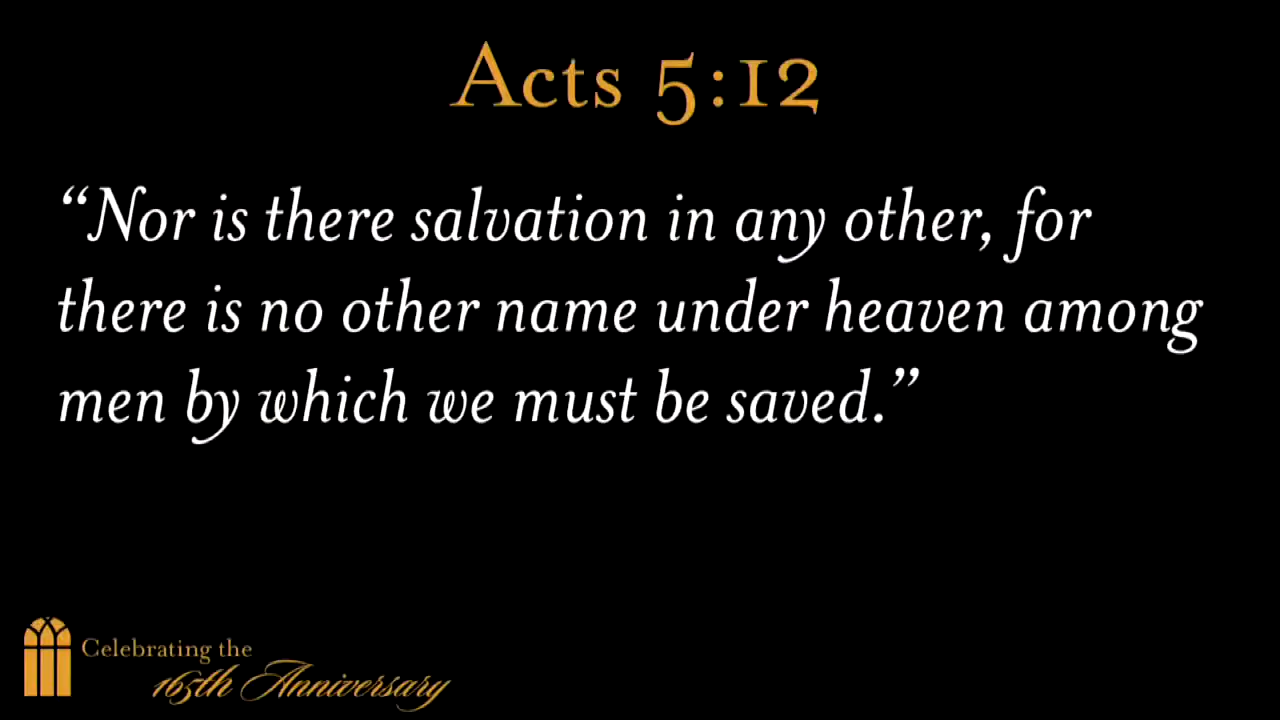 Acts 5:12
“Nor is there salvation in any other, for
there is no other name under heaven among
men by which we must be saved.”
Celebrating the
165th Anniversary